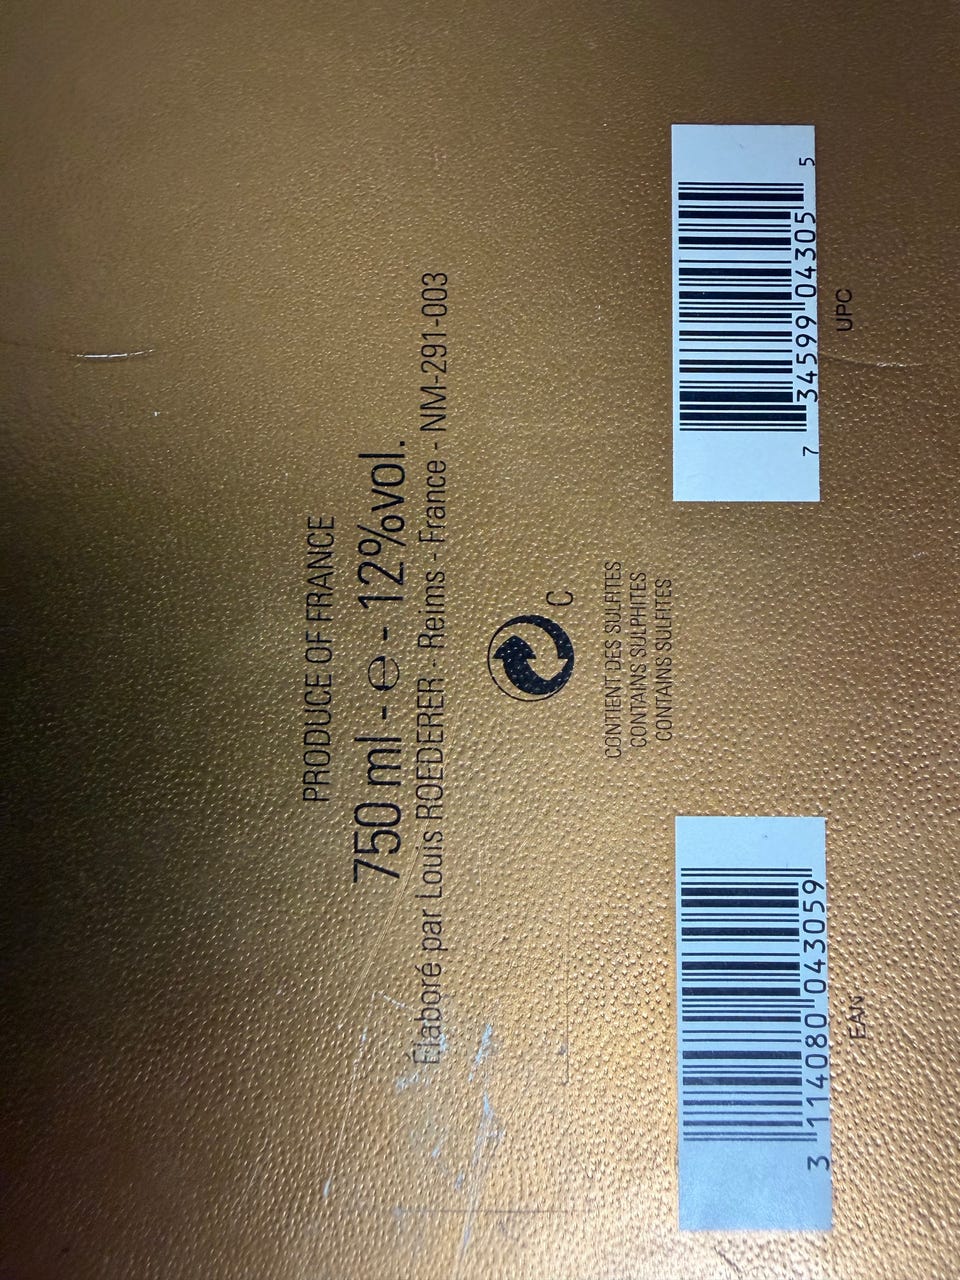 PRODUCE OF FRANCE
750 ml - e - 12%vol.
Élaboré par Louis ROEDERER - Reims - France - NM-291-003
C
CONTIENT DES SULFITES
CONTAINS SULPHITES
CONTAINS SULFITES
3 114080 043059
EAN
7 34599 04305 5
UPC